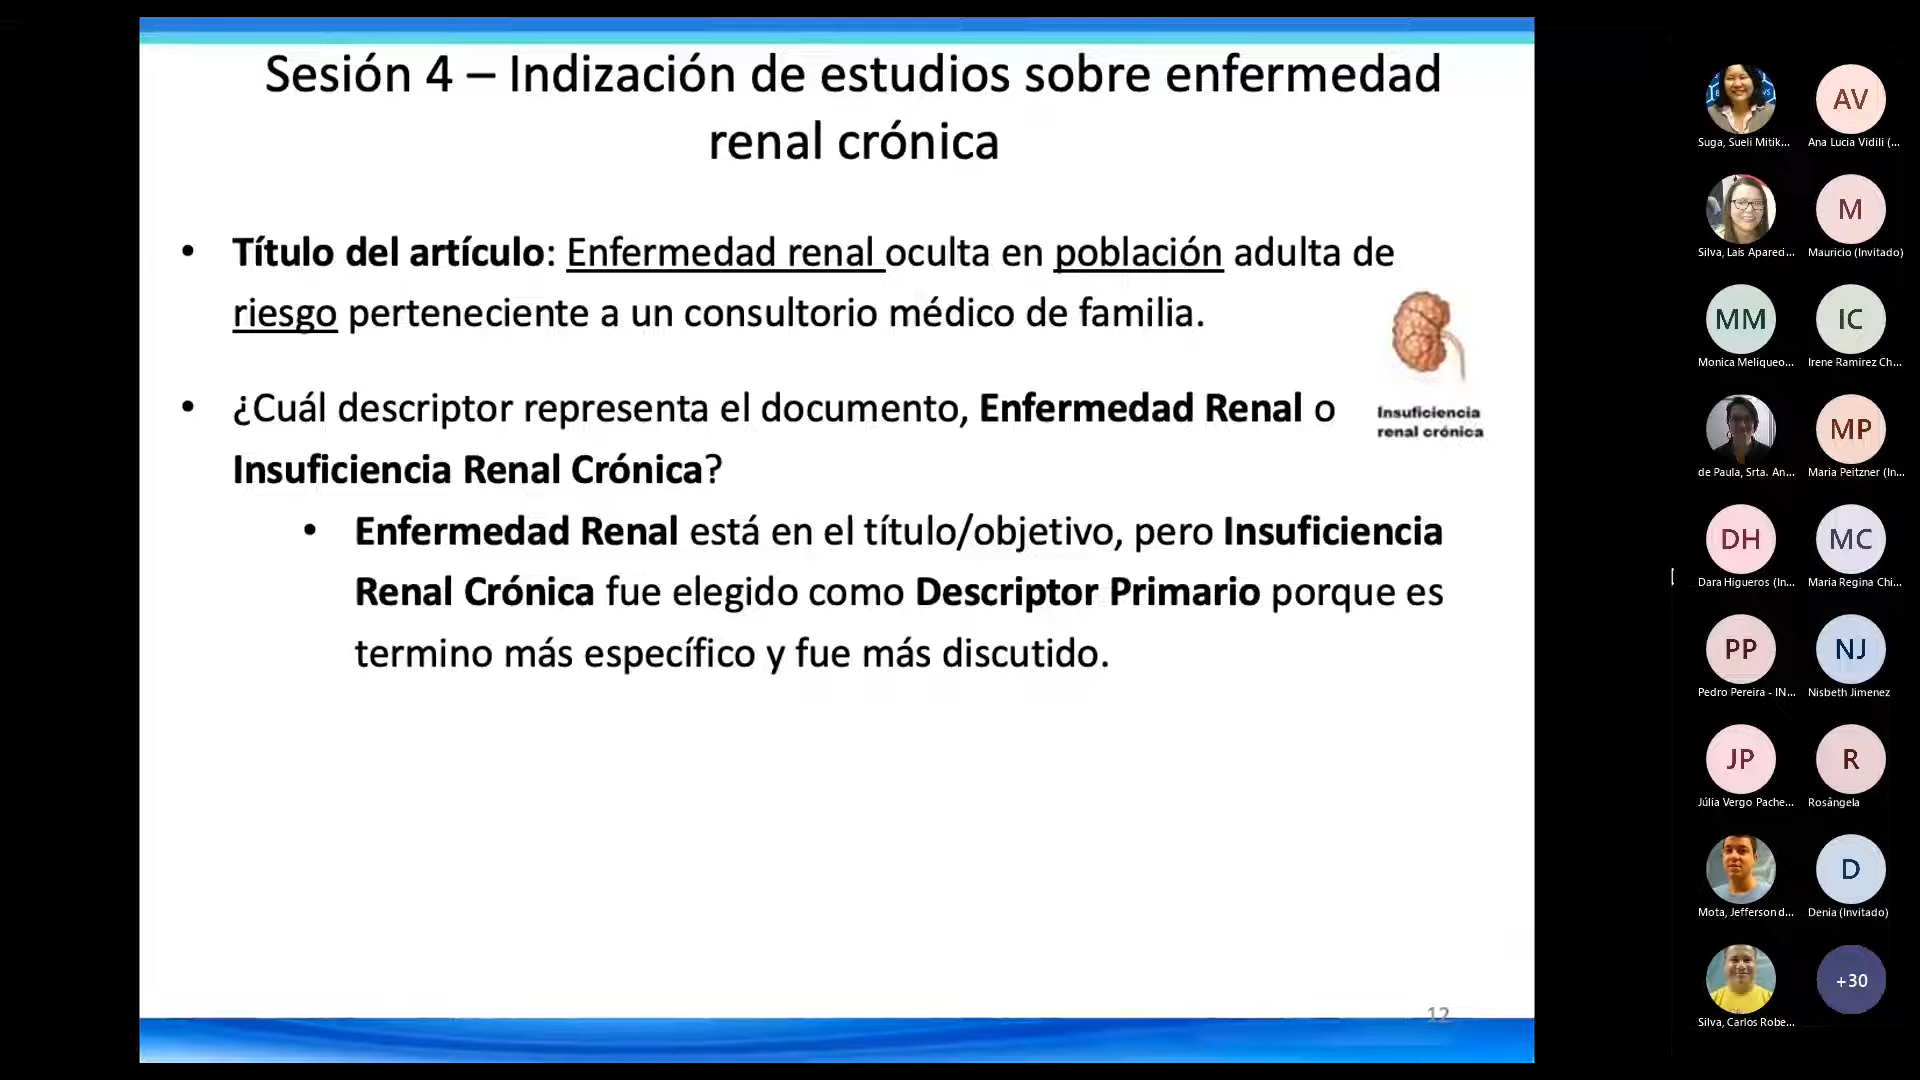 Sesión 4 – Indización de estudios sobre enfermedad
renal crónica
• Título del artículo: Enfermedad renal oculta en población adulta de
riesgo perteneciente a un consultorio médico de familia.
• ¿Cuál descriptor representa el documento, Enfermedad Renal o
Insuficiencia Renal Crónica?
• Enfermedad Renal está en el título/objetivo, pero Insuficiencia
Renal Crónica fue elegido como Descriptor Primario porque es
termino más específico y fue más discutido.
Insuficiencia
renal crónica
12
Suga, Sueli Mitik...
AV
Ana Lucia Vidili (...
Silva, Lais Apareci...
M
Mauricio (Invitado)
MM
Monica Meliqueo...
IC
Irene Ramirez Ch...
de Paula, Srta. An...
MP
Maria Peitzner (In...
DH
Dara Higueros (In...
MC
Maria Regina Chi...
PP
Pedro Pereira - IN...
NJ
Nisbeth Jimenez
JP
Júlia Vergo Pache...
R
Rosângela
Mota, Jefferson d...
D
Denia (Invitado)
Silva, Carlos Robe...
+30